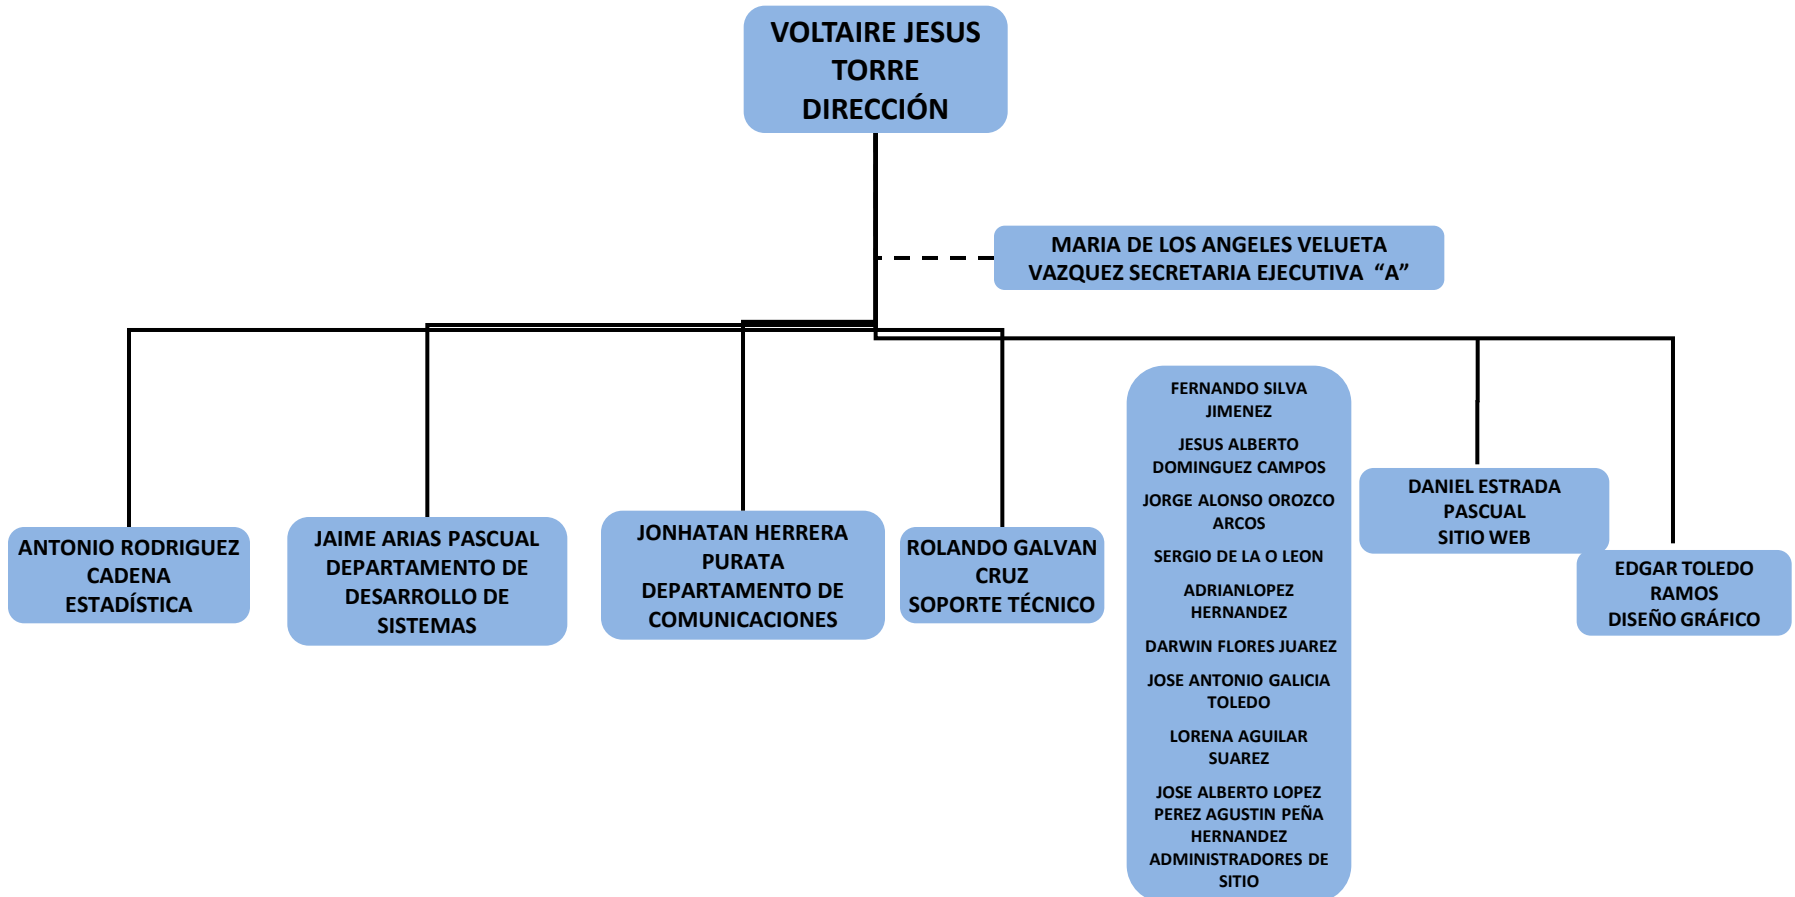 VOLTAIRE JESUS
TORRE
DIRECCIÓN
MARIA DE LOS ANGELES VELUETA
VAZQUEZ SECRETARIA EJECUTIVA “A”
ANTONIO RODRIGUEZ
CADENA
ESTADÍSTICA
JAIME ARIAS PASCUAL
DEPARTAMENTO DE
DESARROLLO DE
SISTEMAS
JONHATAN HERRERA
PURATA
DEPARTAMENTO DE
COMUNICACIONES
ROLANDO GALVAN
CRUZ
SOPORTE TÉCNICO
FERNANDO SILVA
JIMENEZ
JESUS ALBERTO
DOMINGUEZ CAMPOS
JORGE ALONSO OROZCO
ARCOS
SERGIO DE LA O LEON
ADRIANLOPEZ
HERNANDEZ
DARWIN FLORES JUAREZ
JOSE ANTONIO GALICIA
TOLEDO
LORENA AGUILAR
SUAREZ
JOSE ALBERTO LOPEZ
PEREZ AGUSTIN PEÑA
HERNANDEZ
ADMINISTRADORES DE
SITIO
DANIEL ESTRADA
PASCUAL
SITIO WEB
EDGAR TOLEDO
RAMOS
DISEÑO GRÁFICO